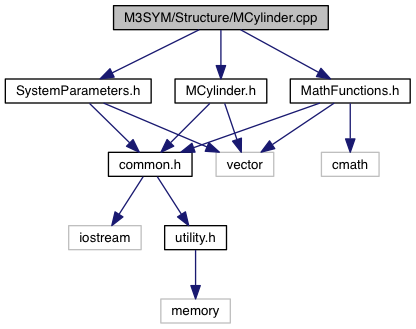 M3SYM/Structure/MCylinder.cpp
SystemParameters.h
MCylinder.h
MathFunctions.h
common.h
vector
cmath
iostream
utility.h
memory